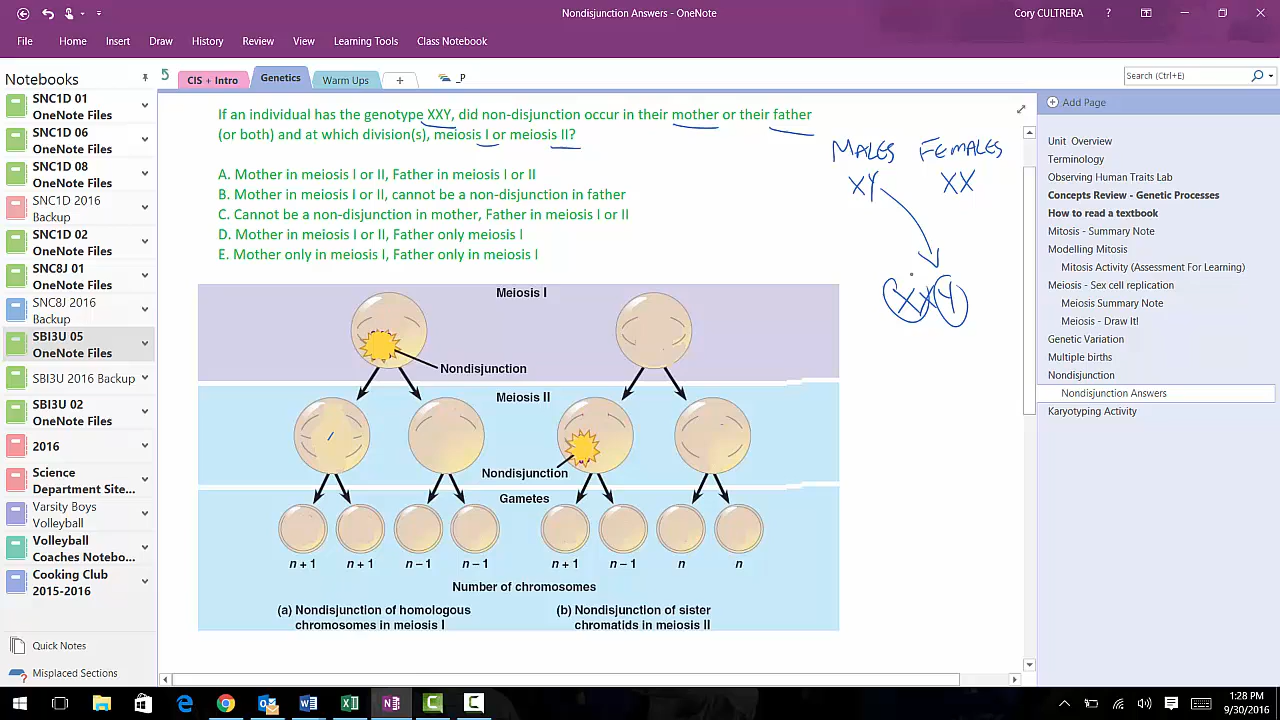 Nondisjunction Answers - OneNote
Cory CULTRERA
?
File Home Insert Draw History Review View Learning Tools Class Notebook
Notebooks
CIS + Intro
Genetics
Warm Ups
+
_P
Search (Ctrl+E)
SNC1D 01
OneNote Files
SNC1D 06
OneNote Files
SNC1D 08
OneNote Files
SNC1D 2016
Backup
SNC1D 02
OneNote Files
SNC8J 01
OneNote Files
SNC8J 2016
Backup
SBI3U 05
OneNote Files
SBI3U 2016 Backup
SBI3U 02
OneNote Files
2016
Science
Department Site...
Varsity Boys
Volleyball
Volleyball
Coaches Notebo...
Cooking Club
2015-2016
Quick Notes
Misplaced Sections
If an individual has the genotype XXY, did non-disjunction occur in their mother or their father
(or both) and at which division(s), meiosis I or meiosis II?
A. Mother in meiosis I or II, Father in meiosis I or II
B. Mother in meiosis I or II, cannot be a non-disjunction in father
C. Cannot be a non-disjunction in mother, Father in meiosis I or II
D. Mother in meiosis I or II, Father only meiosis I
E. Mother only in meiosis I, Father only in meiosis I
MALES FEMALES
XY XX
XXY
Meiosis I
Nondisjunction
Meiosis II
Nondisjunction
Gametes
n + 1 n + 1 n – 1 n – 1 n + 1 n – 1 n n
Number of chromosomes
(a) Nondisjunction of homologous
chromosomes in meiosis I
(b) Nondisjunction of sister
chromatids in meiosis II
Add Page
Unit Overview
Terminology
Observing Human Traits Lab
Concepts Review - Genetic Processes
How to read a textbook
Mitosis - Summary Note
Modelling Mitosis
Mitosis Activity (Assessment For Learning)
Meiosis - Sex cell replication
Meiosis Summary Note
Meiosis - Draw It!
Genetic Variation
Multiple births
Nondisjunction
Nondisjunction Answers
Karyotyping Activity
1:28 PM
9/30/2016